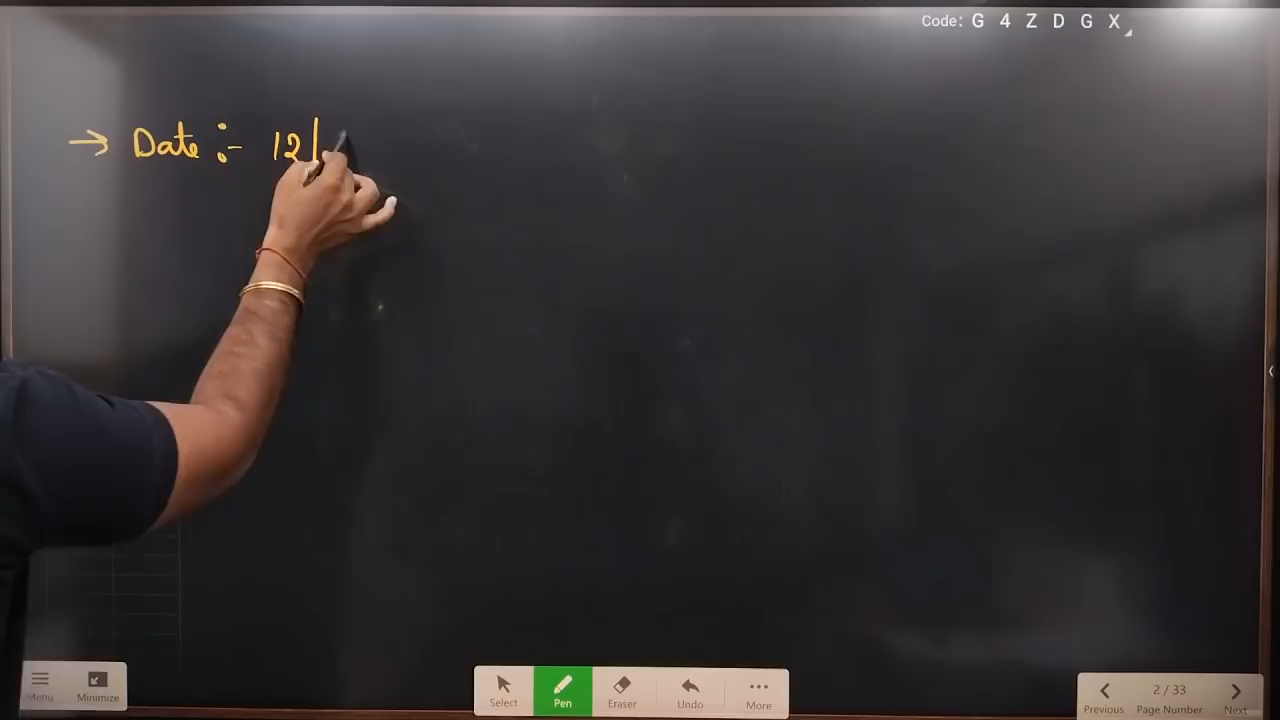 Code: G 4 Z D G X
→ Date :- 12|
Menu
Minimize
Select
Pen
Eraser
Undo
More
Previous
2 / 33
Page Number
Next